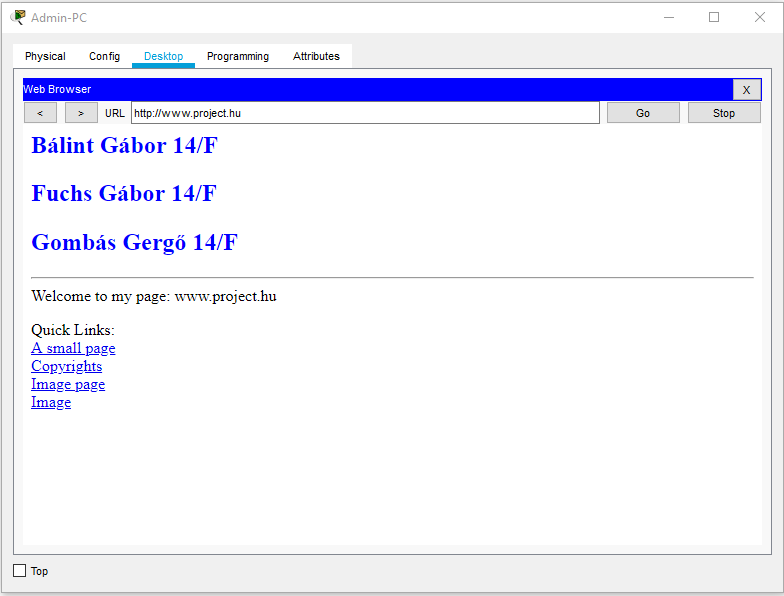 Admin-PC
Physical Config Desktop Programming Attributes
Web Browser X
< > URL http://www.project.hu Go Stop
Bálint Gábor 14/F
Fuchs Gábor 14/F
Gombás Gergő 14/F
Welcome to my page: www.project.hu
Quick Links:
A small page
Copyrights
Image page
Image
Top